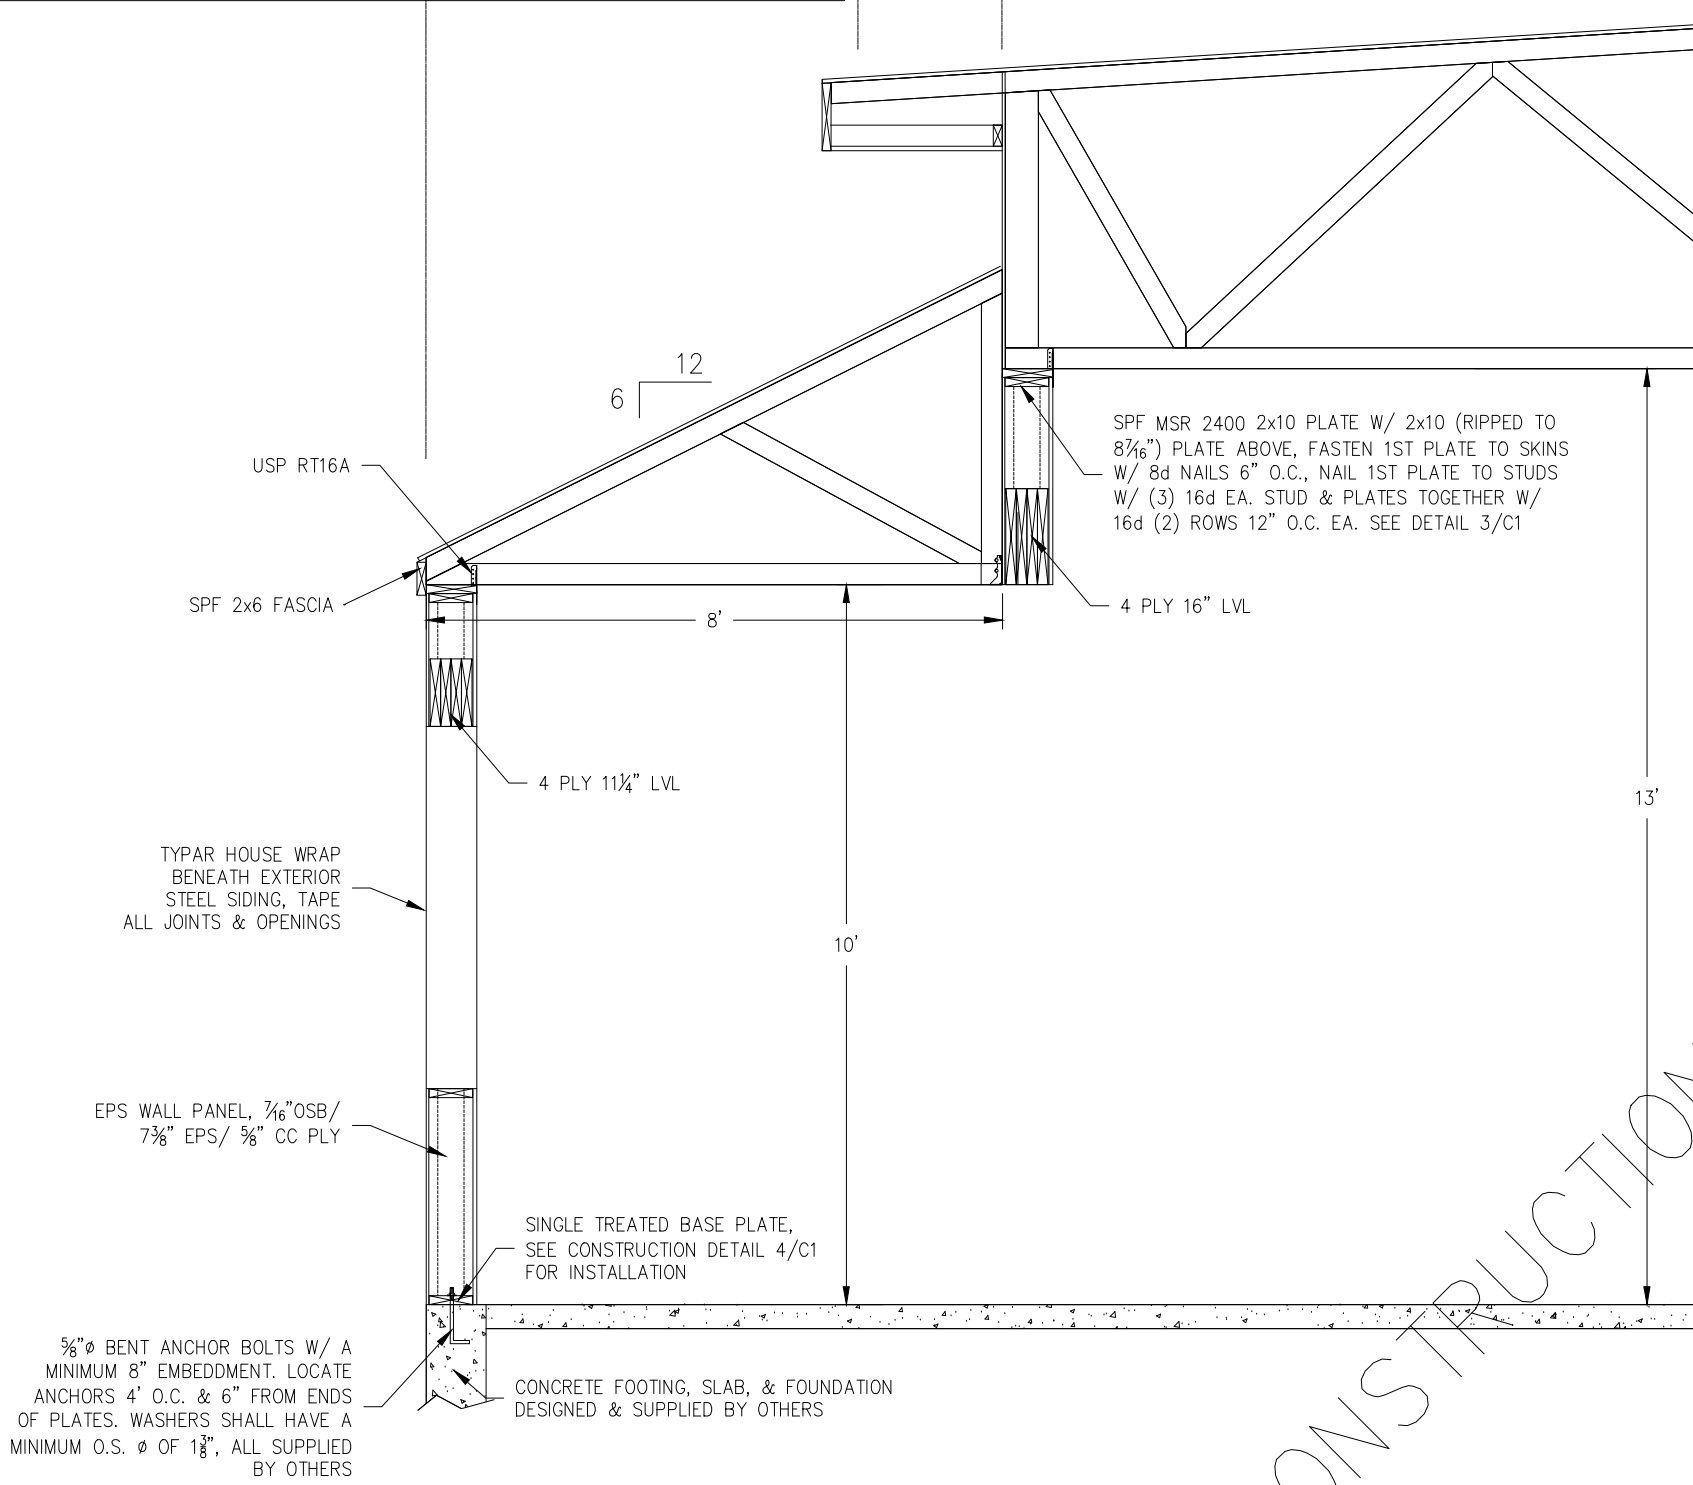 12
6
USP RT16A
SPF 2x6 FASCIA
8'
SPF MSR 2400 2x10 PLATE W/ 2x10 (RIPPED TO
8⁷⁄₁₆") PLATE ABOVE, FASTEN 1ST PLATE TO SKINS
W/ 8d NAILS 6" O.C., NAIL 1ST PLATE TO STUDS
W/ (3) 16d EA. STUD & PLATES TOGETHER W/
16d (2) ROWS 12" O.C. EA. SEE DETAIL 3/C1
4 PLY 16" LVL
4 PLY 11¼" LVL
13'
TYPAR HOUSE WRAP
BENEATH EXTERIOR
STEEL SIDING, TAPE
ALL JOINTS & OPENINGS
10'
EPS WALL PANEL, ⁷⁄₁₆"OSB/
7⅜" EPS/ ⅝" CC PLY
SINGLE TREATED BASE PLATE,
SEE CONSTRUCTION DETAIL 4/C1
FOR INSTALLATION
⅝"ø BENT ANCHOR BOLTS W/ A
MINIMUM 8" EMBEDDMENT. LOCATE
ANCHORS 4' O.C. & 6" FROM ENDS
OF PLATES. WASHERS SHALL HAVE A
MINIMUM O.S. ø OF 1⅜", ALL SUPPLIED
BY OTHERS
CONCRETE FOOTING, SLAB, & FOUNDATION
DESIGNED & SUPPLIED BY OTHERS
ONSTRUCTION